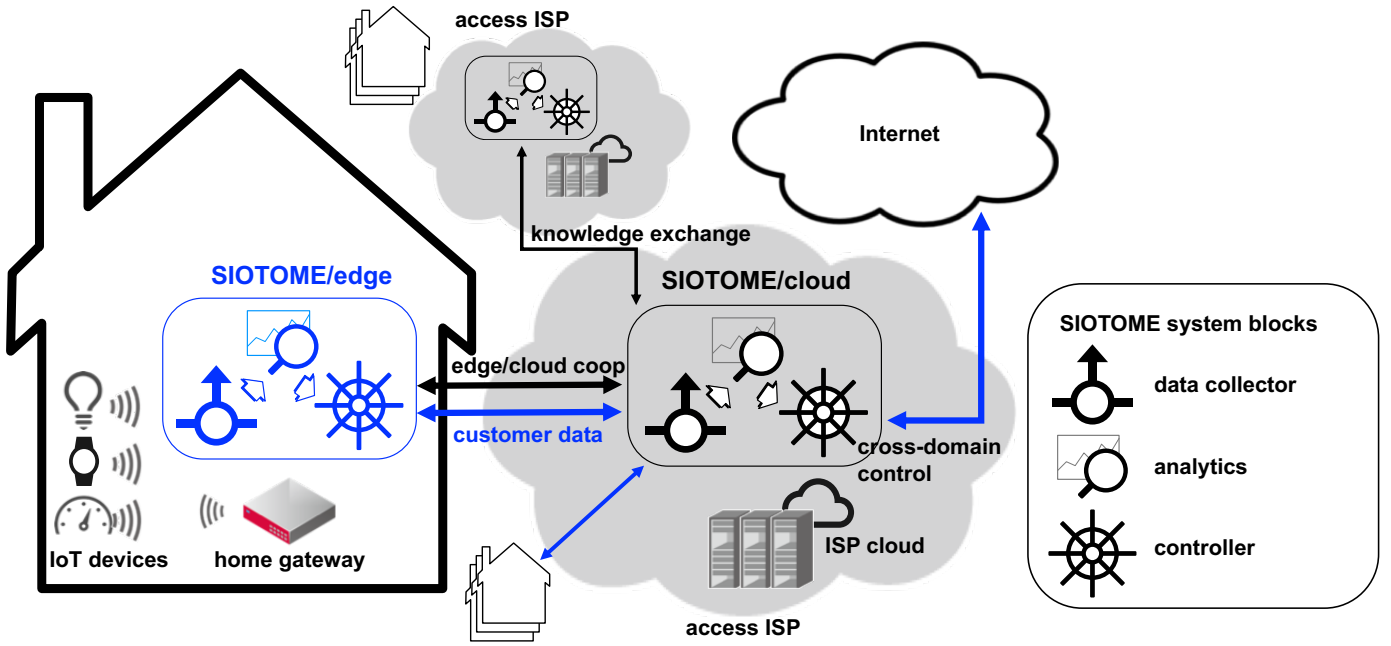 access ISP
Internet
knowledge exchange
SIOTOME/edge
SIOTOME/cloud
edge/cloud coop
customer data
cross-domain
control
IoT devices
home gateway
ISP cloud
access ISP
SIOTOME system blocks
data collector
analytics
controller